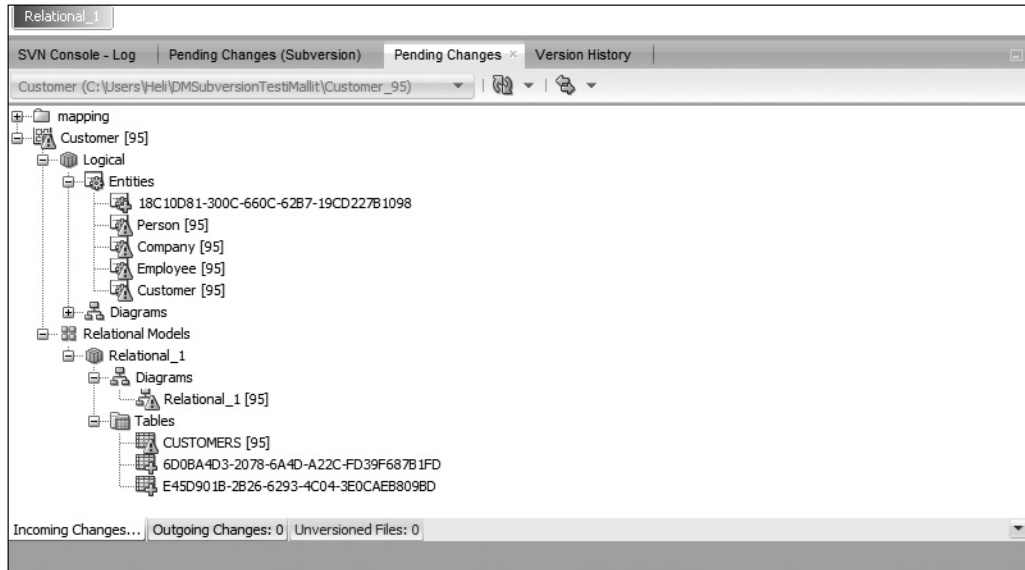 Relational_1
SVN Console - Log Pending Changes (Subversion) Pending Changes Version History
Customer (C:\Users\Heli\DMSubversionTestiMallit\Customer_95)
mapping
Customer [95]
Logical
Entities
18C10D81-300C-660C-62B7-19CD227B1098
Person [95]
Company [95]
Employee [95]
Customer [95]
Diagrams
Relational Models
Relational_1
Diagrams
Relational_1 [95]
Tables
CUSTOMERS [95]
6D0BA4D3-2078-6A4D-A22C-FD39F687B1FD
E45D901B-2B26-6293-4C04-3E0CAEB809BD
Incoming Changes... Outgoing Changes: 0 Unversioned Files: 0